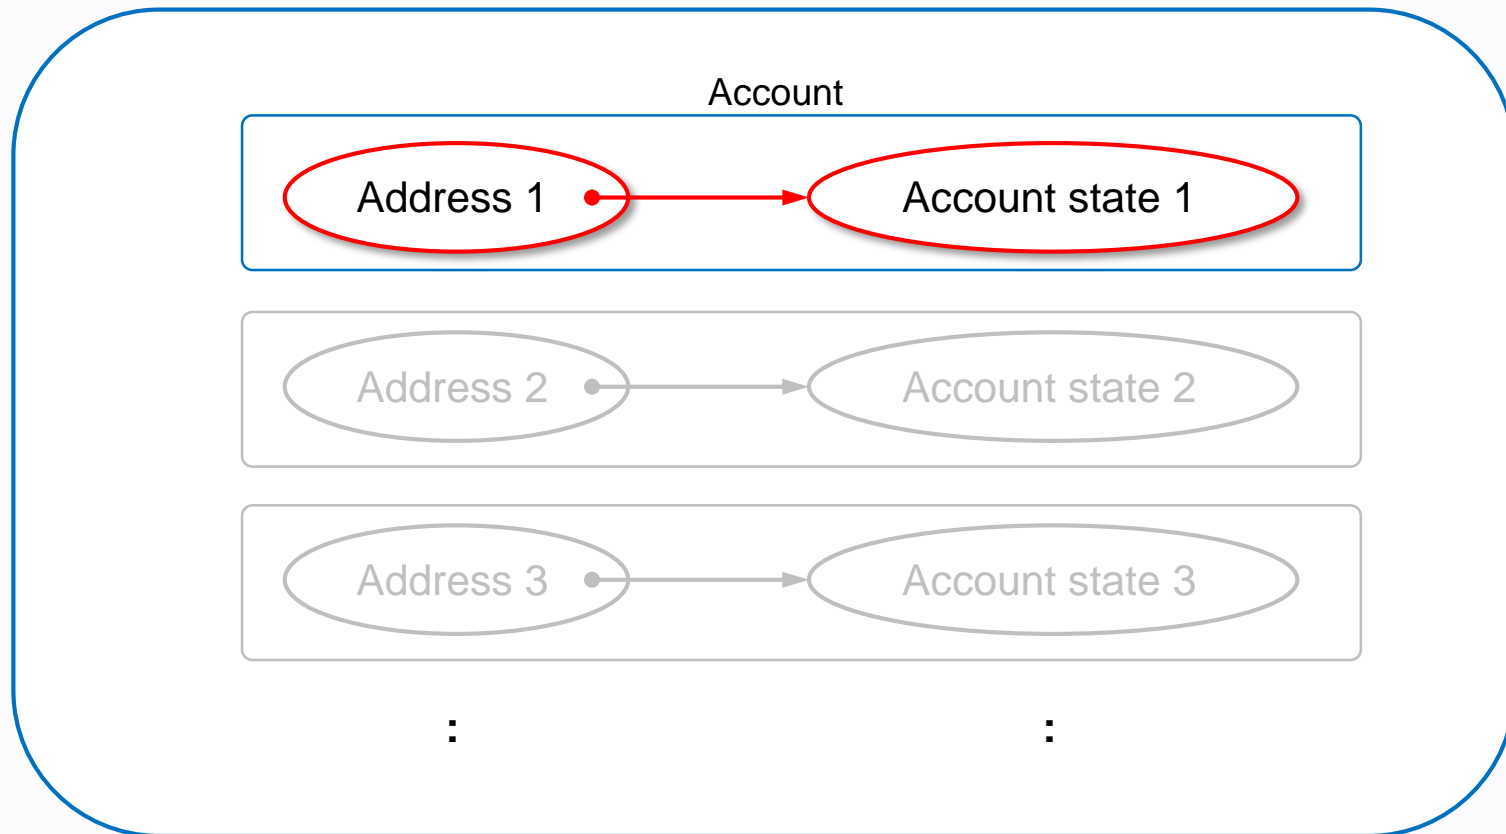 Account
Address 1 Account state 1
Address 2 Account state 2
Address 3 Account state 3
: :